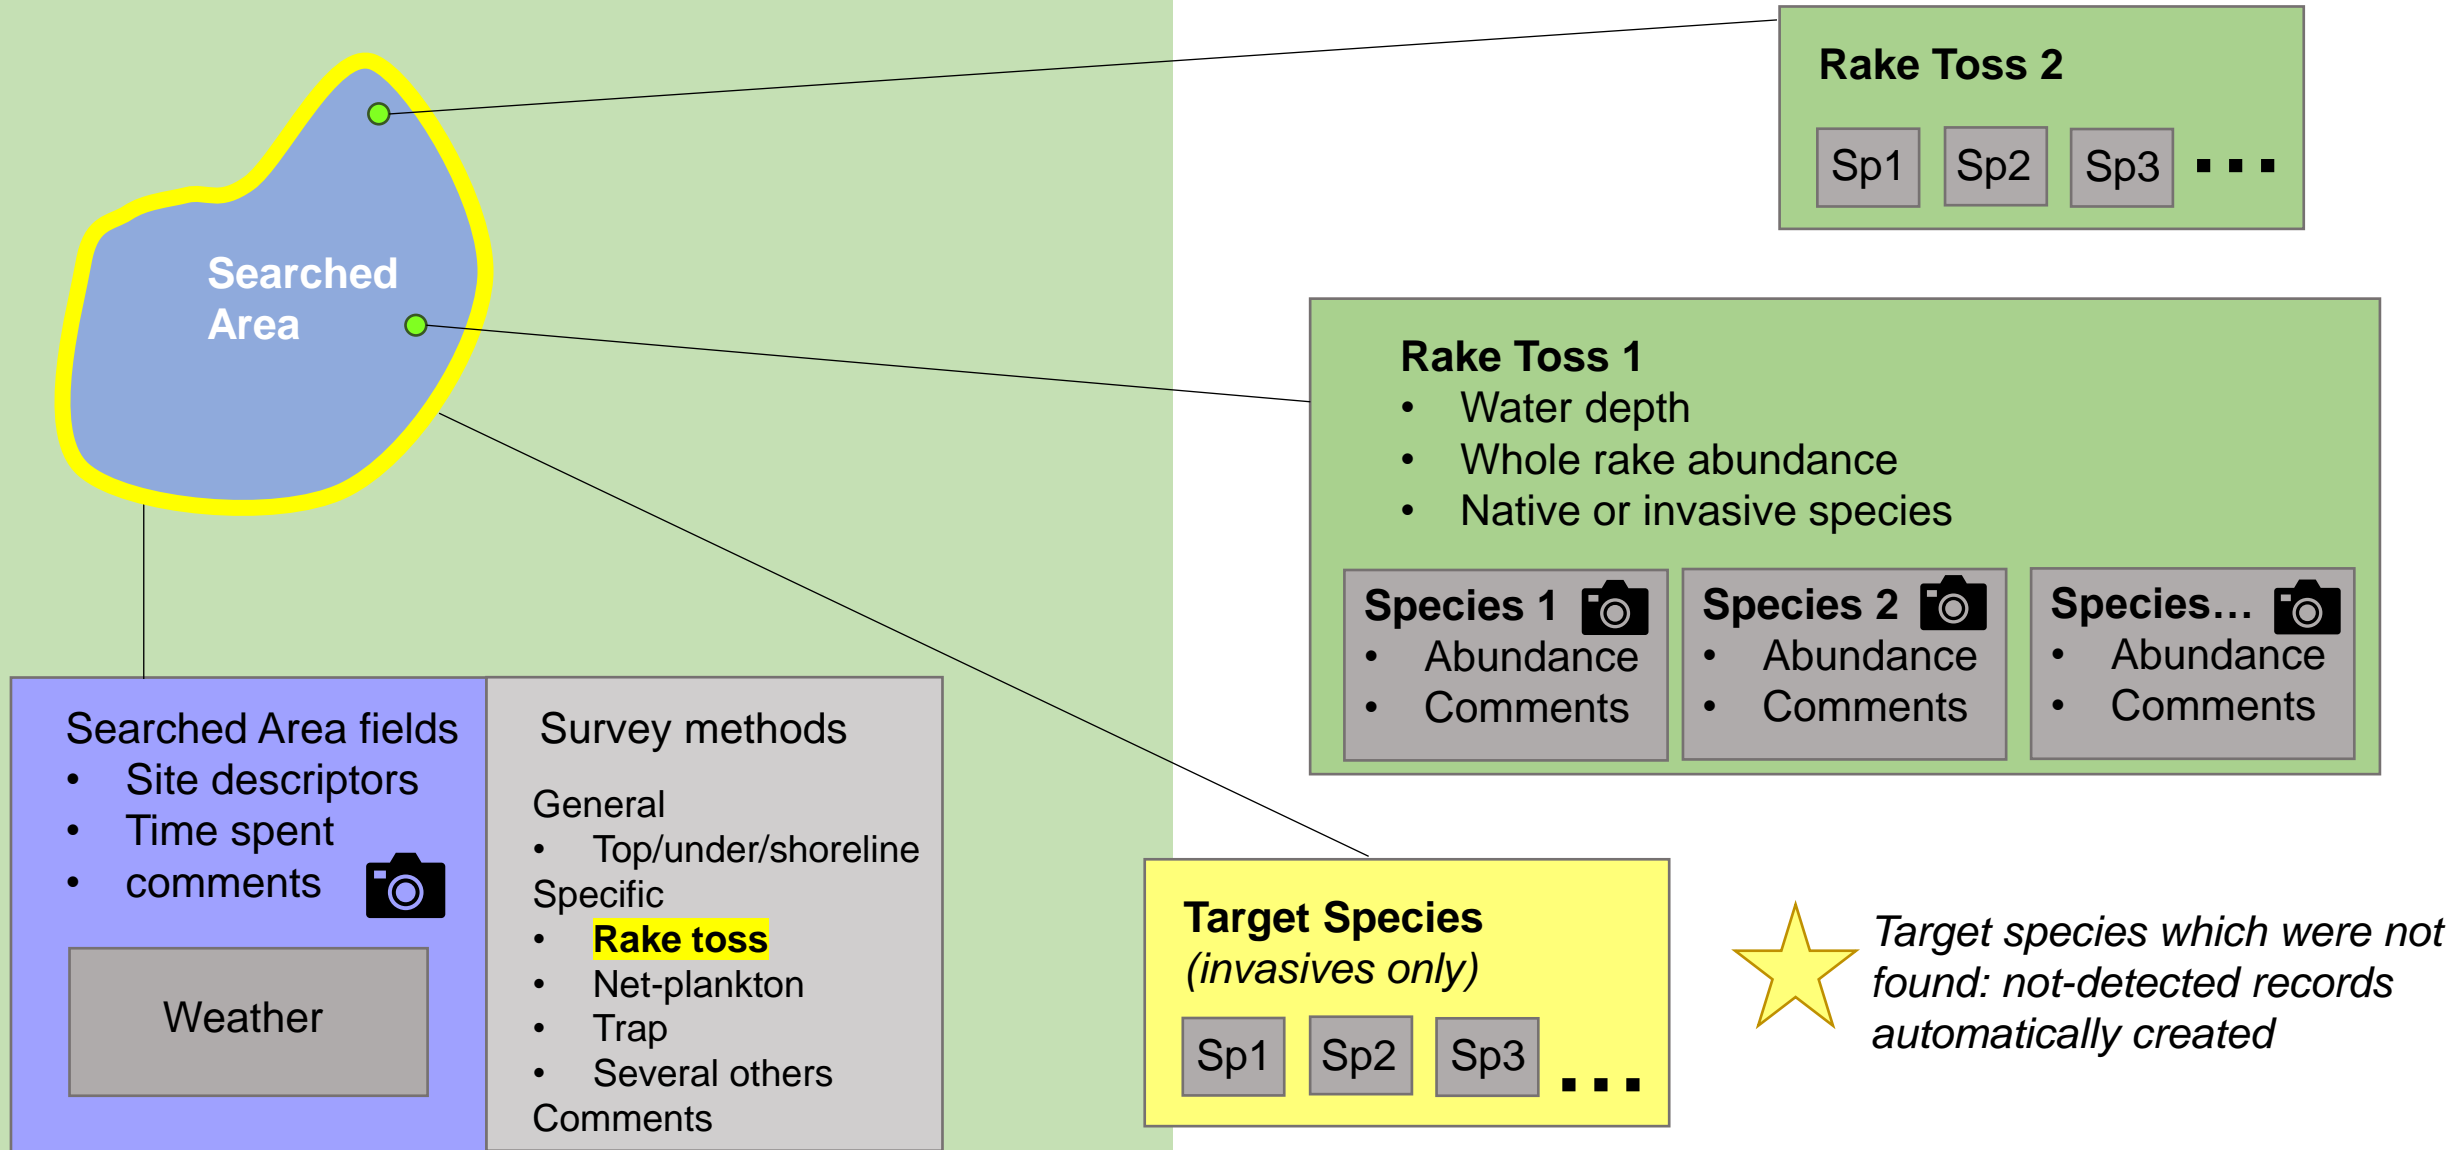 Searched
Area
Rake Toss 2
Sp1 Sp2 Sp3 ...
Rake Toss 1
• Water depth
• Whole rake abundance
• Native or invasive species
Species 1
• Abundance
• Comments
Species 2
• Abundance
• Comments
Species...
• Abundance
• Comments
Searched Area fields
• Site descriptors
• Time spent
• comments
Weather
Survey methods
General
• Top/under/shoreline
Specific
• Rake toss
• Net-plankton
• Trap
• Several others
Comments
Target Species
(invasives only)
Sp1 Sp2 Sp3 ...
Target species which were not
found: not-detected records
automatically created